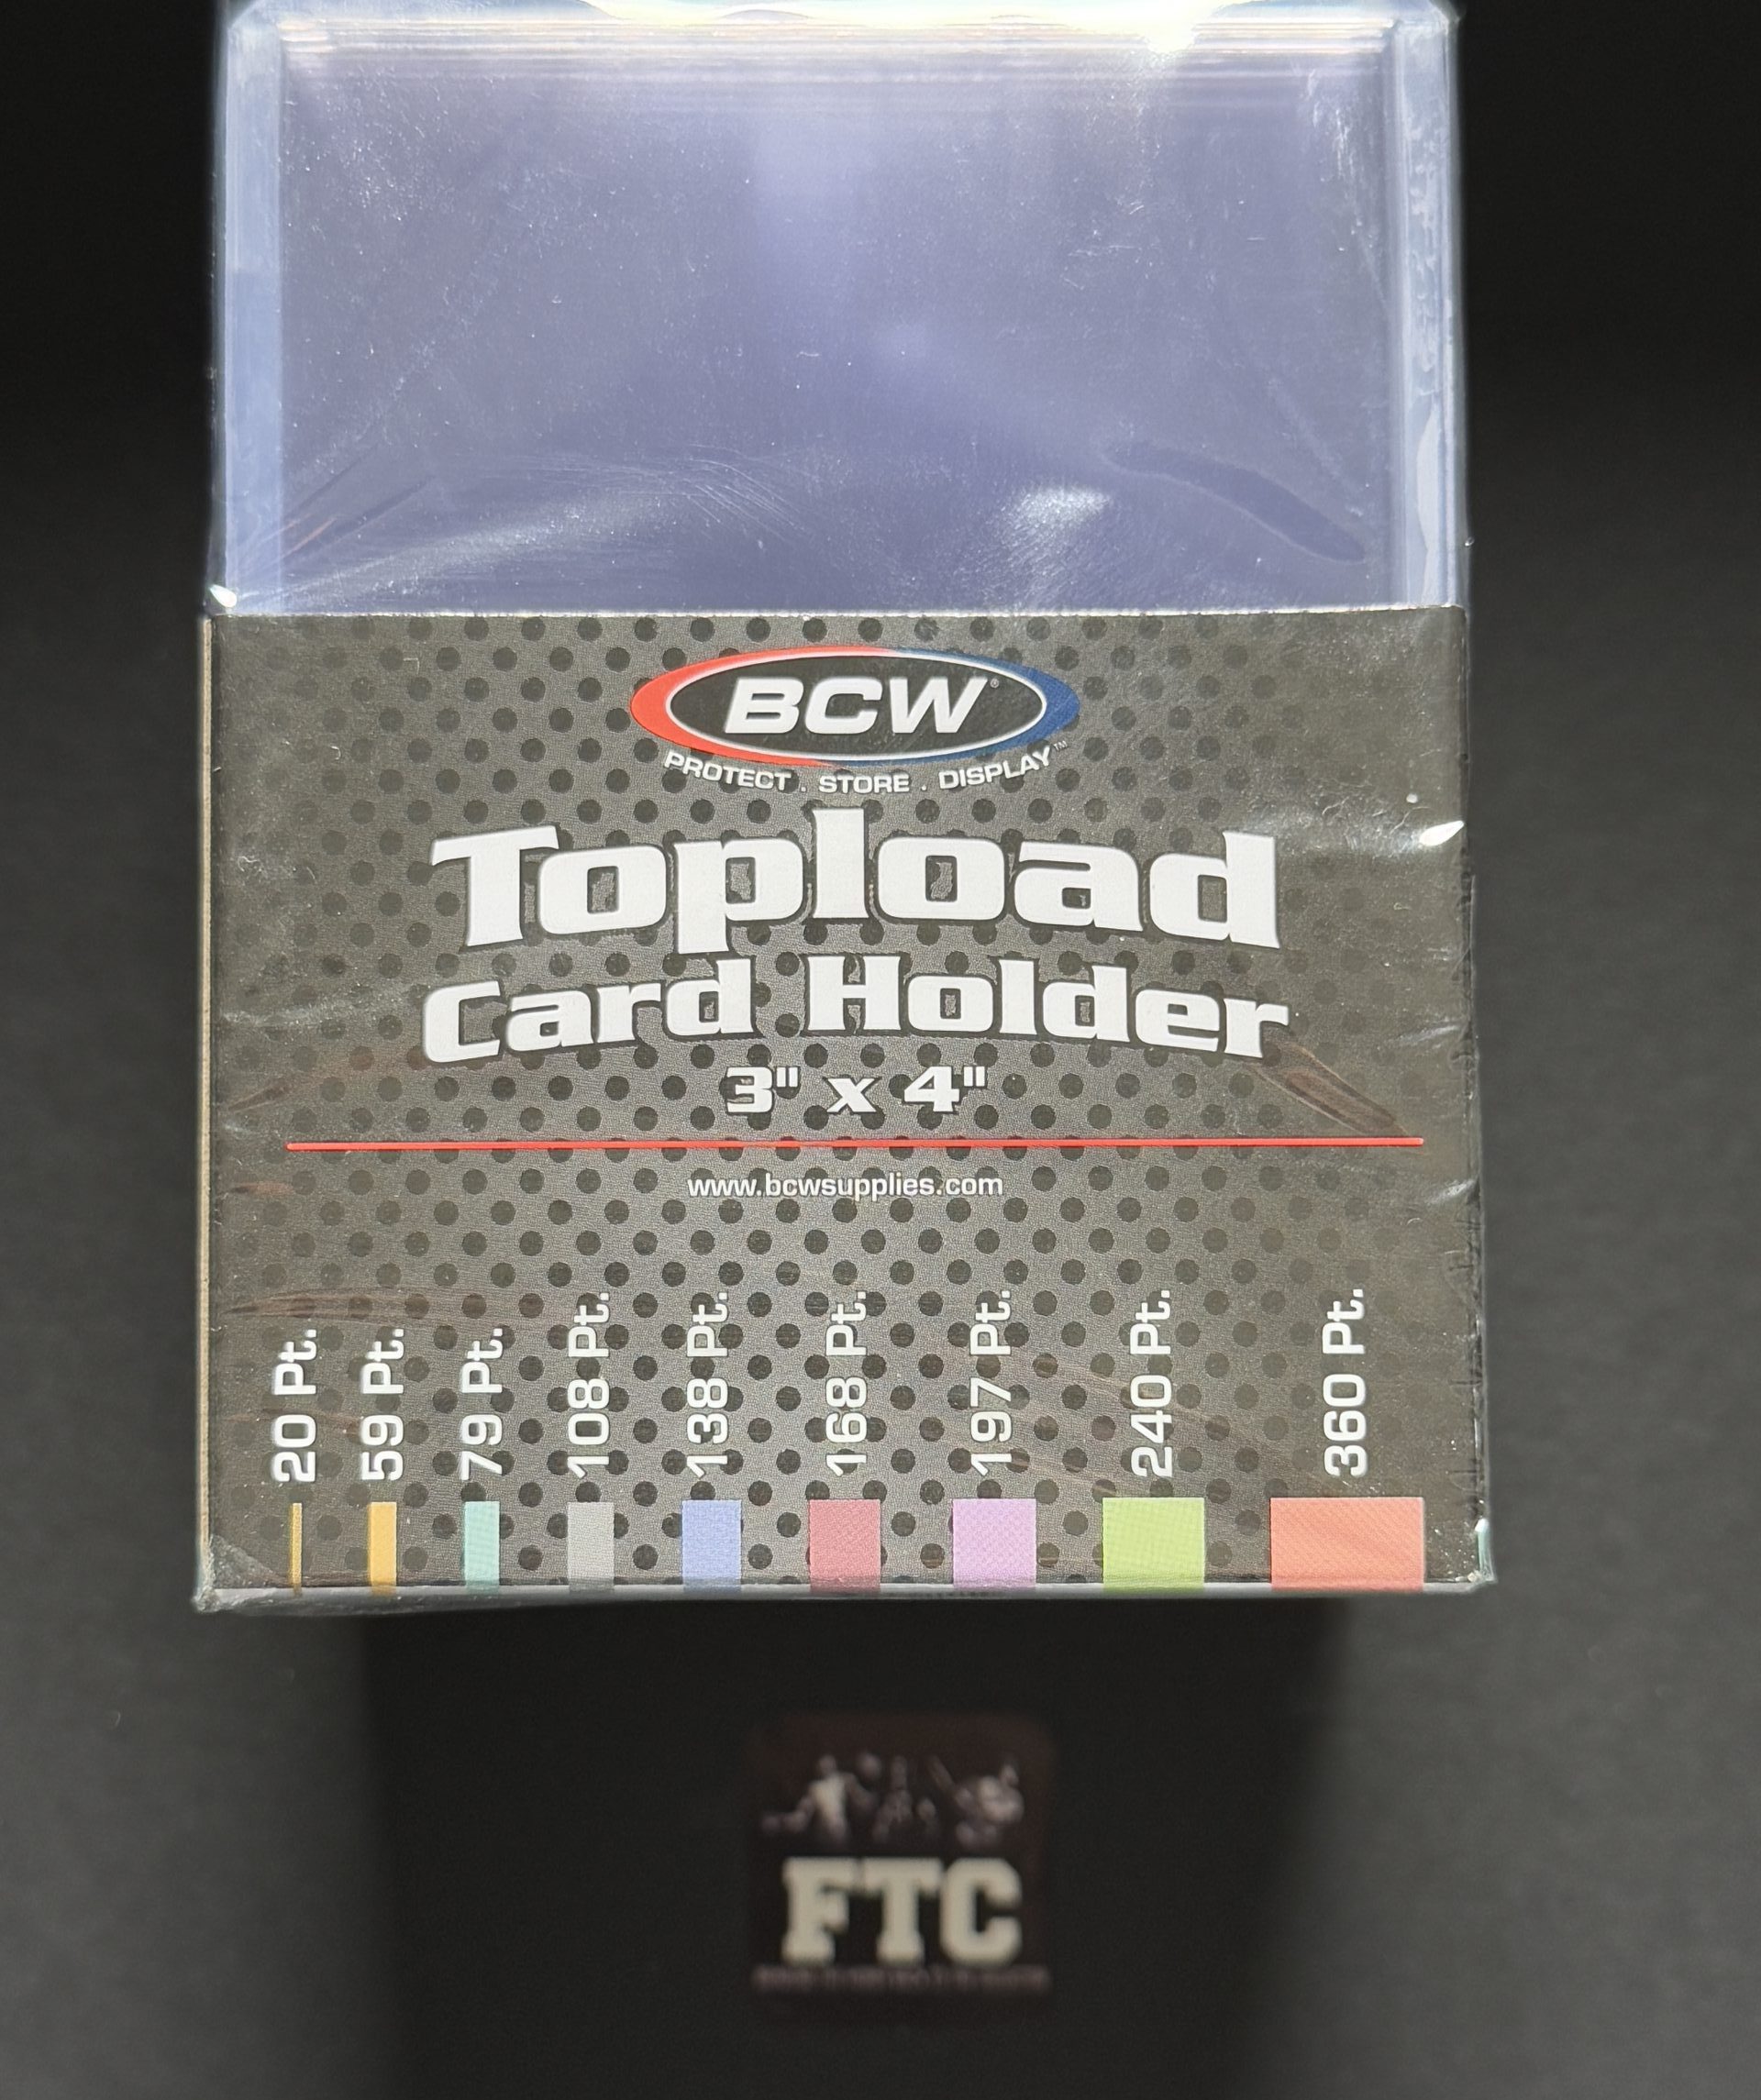 BCW®
PROTECT . STORE . DISPLAY™
Topload
Card Holder
3" x 4"
www.bcwsupplies.com
20 Pt.
59 Pt.
79 Pt.
108 Pt.
138 Pt.
168 Pt.
197 Pt.
240 Pt.
360 Pt.
FTC